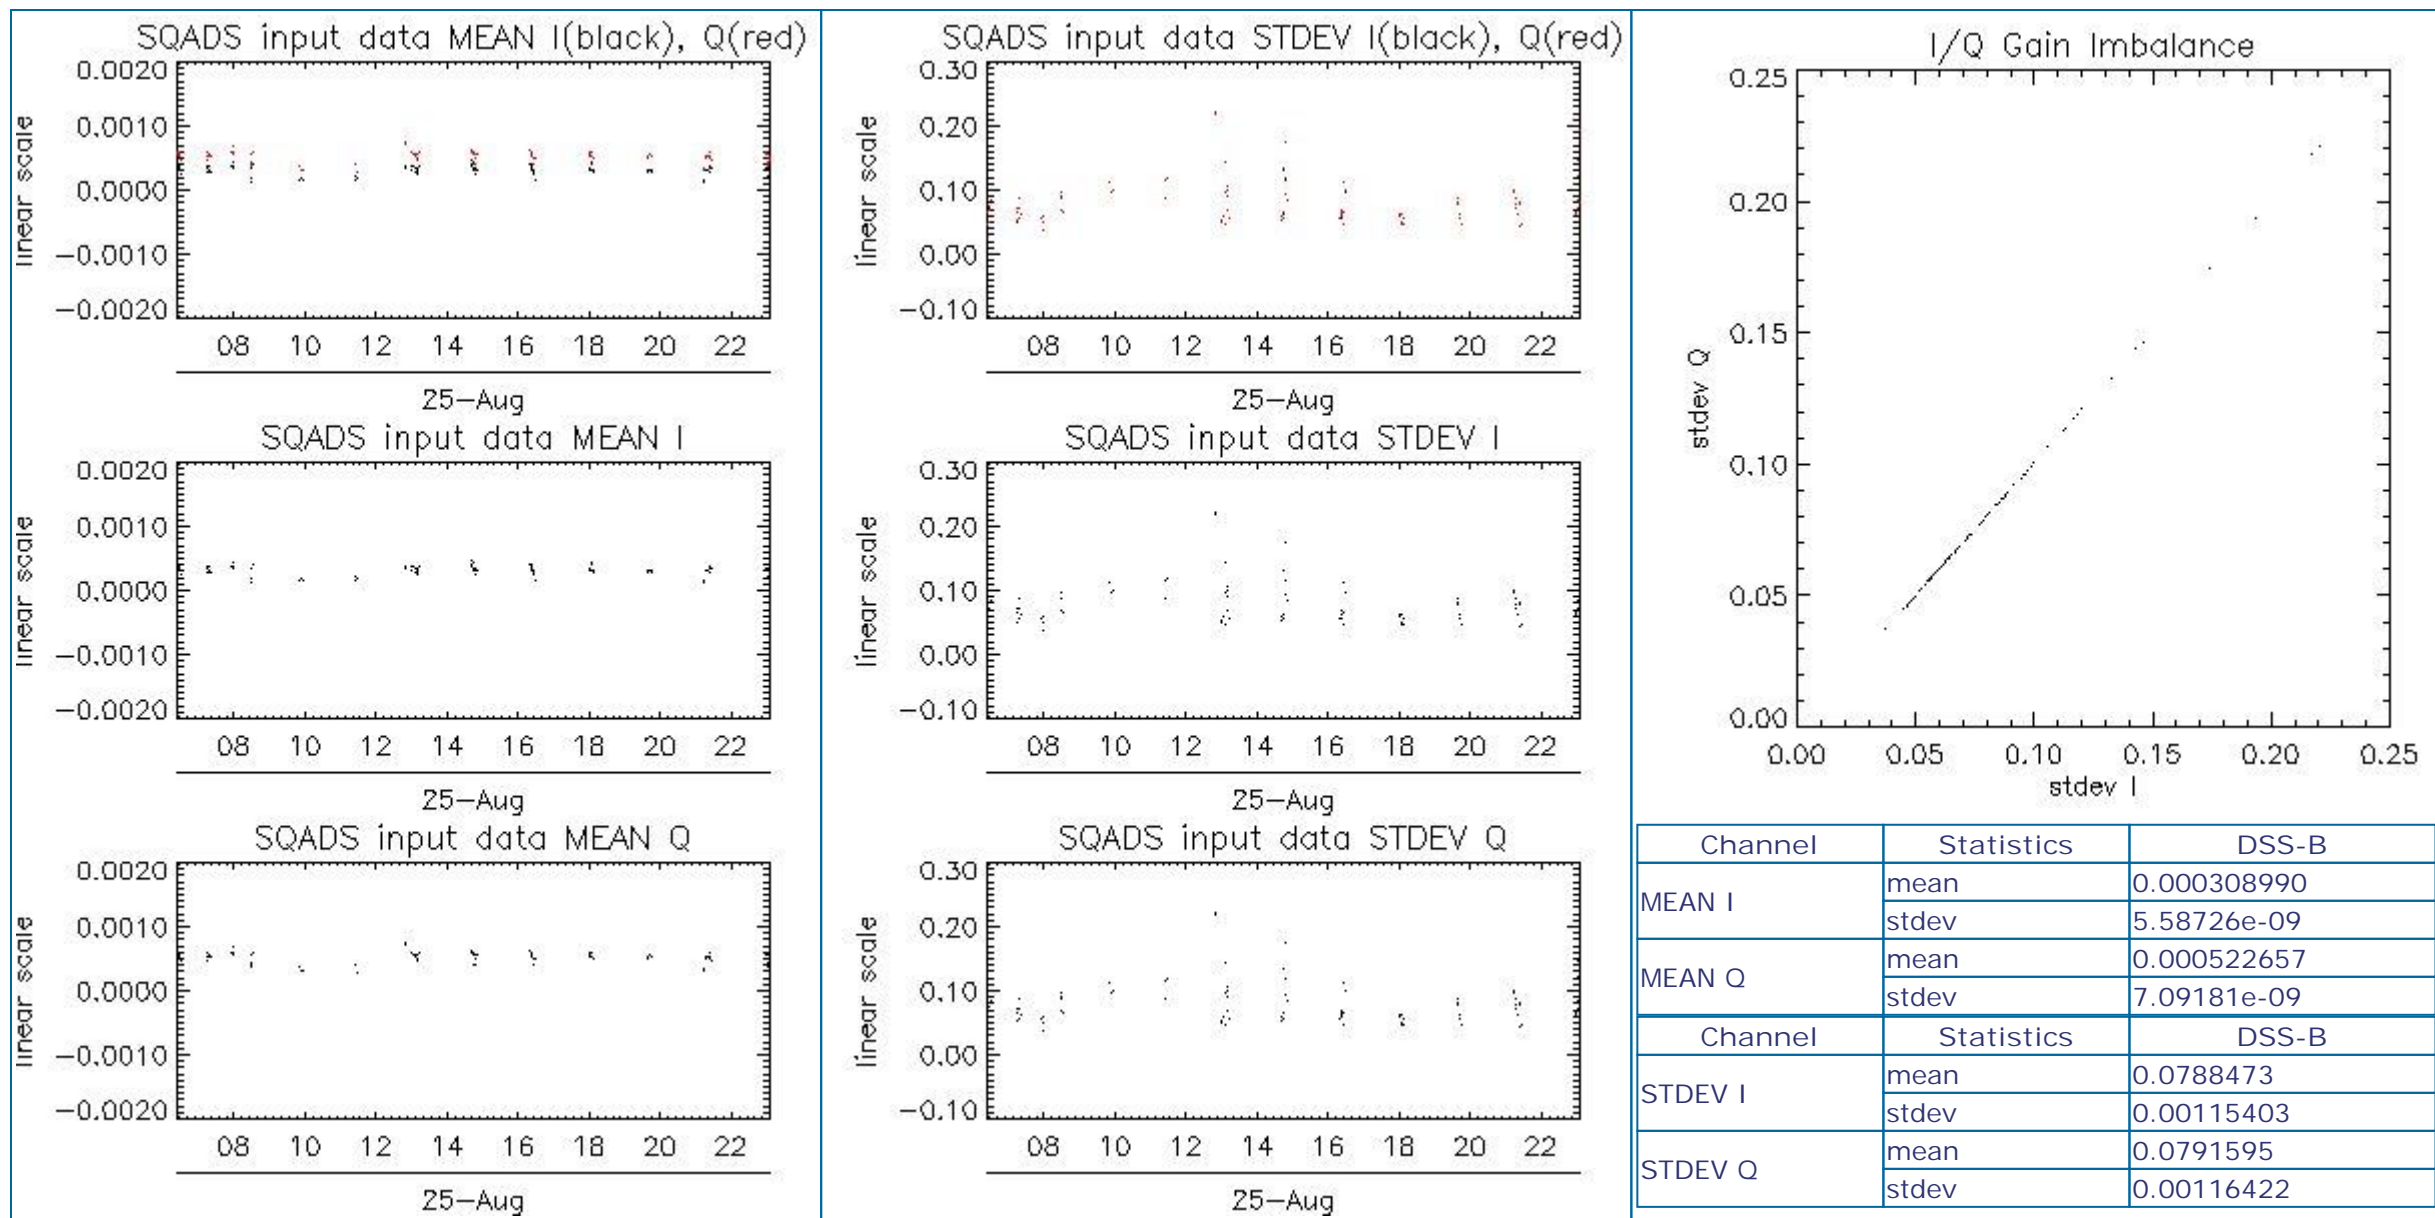 SQADS input data MEAN I(black), Q(red)
linear scale
0.0020
0.0010
0.0000
−0.0010
−0.0020
08 10 12 14 16 18 20 22
25−Aug
SQADS input data MEAN I
linear scale
0.0020
0.0010
0.0000
−0.0010
−0.0020
08 10 12 14 16 18 20 22
25−Aug
SQADS input data MEAN Q
linear scale
0.0020
0.0010
0.0000
−0.0010
−0.0020
08 10 12 14 16 18 20 22
25−Aug
SQADS input data STDEV I(black), Q(red)
linear scale
0.30
0.20
0.10
0.00
−0.10
08 10 12 14 16 18 20 22
25−Aug
SQADS input data STDEV I
linear scale
0.30
0.20
0.10
0.00
−0.10
08 10 12 14 16 18 20 22
25−Aug
SQADS input data STDEV Q
linear scale
0.30
0.20
0.10
0.00
−0.10
08 10 12 14 16 18 20 22
25−Aug
I/Q Gain Imbalance
stdev Q
0.25
0.20
0.15
0.10
0.05
0.00
0.00 0.05 0.10 0.15 0.20 0.25
stdev I
Channel Statistics DSS-B
MEAN I mean 0.000308990
stdev 5.58726e-09
MEAN Q mean 0.000522657
stdev 7.09181e-09
Channel Statistics DSS-B
STDEV I mean 0.0788473
stdev 0.00115403
STDEV Q mean 0.0791595
stdev 0.00116422